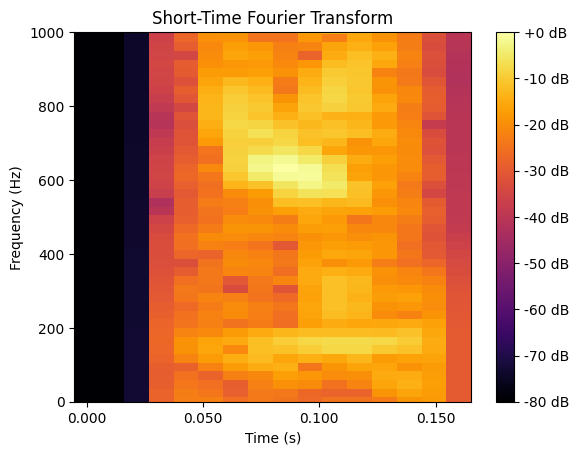 Short-Time Fourier Transform
1000
800
600
400
200
0
Frequency (Hz)
0.000
0.050
0.100
0.150
Time (s)
+0 dB
-10 dB
-20 dB
-30 dB
-40 dB
-50 dB
-60 dB
-70 dB
-80 dB